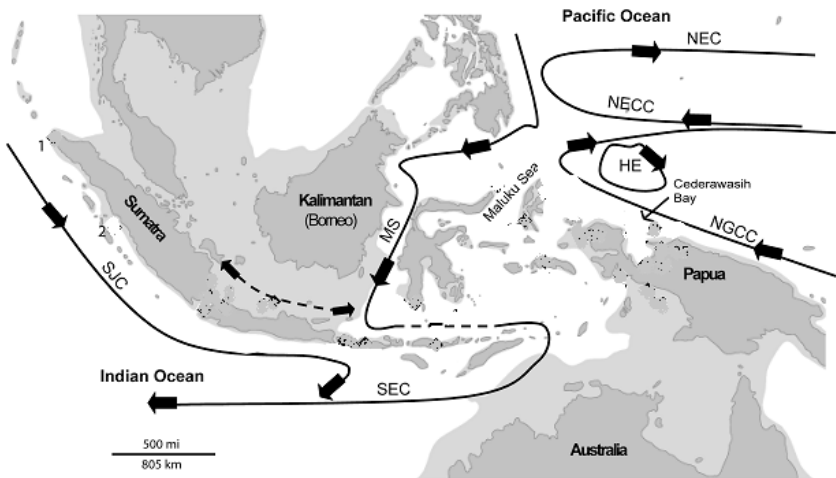 Pacific Ocean
NEC
NECC
HE
Cederawasih
Bay
NGCC
Maluku Sea
Papua
1
Sumatra
2
SJC
Kalimantan
(Borneo)
MS
Indian Ocean
SEC
500 mi
805 km
Australia